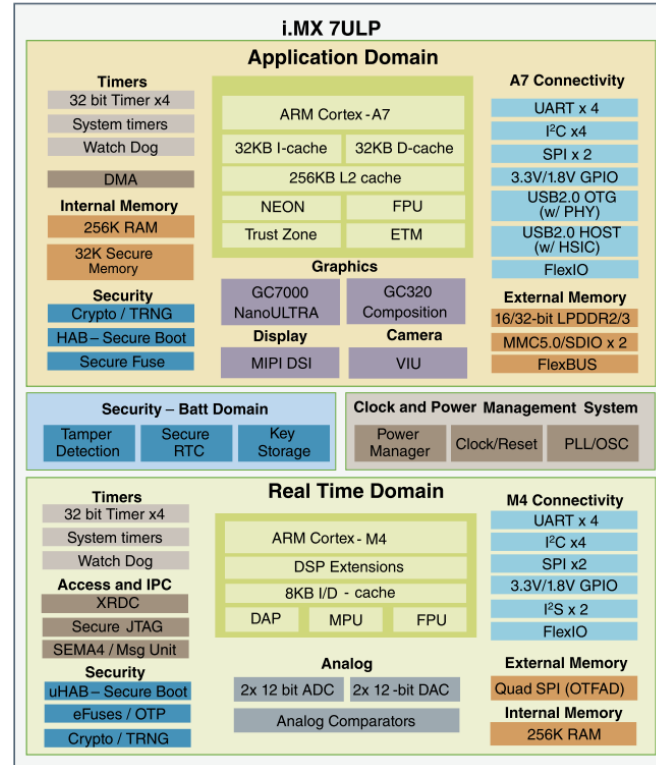 i.MX 7ULP
Application Domain
Timers
32 bit Timer x4
System timers
Watch Dog
DMA
Internal Memory
256K RAM
32K Secure
Memory
Security
Crypto / TRNG
HAB – Secure Boot
Secure Fuse
ARM Cortex - A7
32KB I-cache
32KB D-cache
256KB L2 cache
NEON
FPU
Trust Zone
ETM
Graphics
GC7000
NanoULTRA
GC320
Composition
Display
MIPI DSI
Camera
VIU
A7 Connectivity
UART x 4
I²C x4
SPI x 2
3.3V/1.8V GPIO
USB2.0 OTG
(w/ PHY)
USB2.0 HOST
(w/ HSIC)
FlexIO
External Memory
16/32-bit LPDDR2/3
MMC5.0/SDIO x 2
FlexBUS
Security – Batt Domain
Tamper
Detection
Secure
RTC
Key
Storage
Clock and Power Management System
Power
Manager
Clock/Reset
PLL/OSC
Real Time Domain
Timers
32 bit Timer x4
System timers
Watch Dog
Access and IPC
XRDC
Secure JTAG
SEMA4 / Msg Unit
Security
uHAB – Secure Boot
eFuses / OTP
Crypto / TRNG
ARM Cortex - M4
DSP Extensions
8KB I/D - cache
DAP
MPU
FPU
Analog
2x 12 bit ADC
2x 12 -bit DAC
Analog Comparators
M4 Connectivity
UART x 4
I²C x4
SPI x2
3.3V/1.8V GPIO
I²S x 2
FlexIO
External Memory
Quad SPI (OTFAD)
Internal Memory
256K RAM